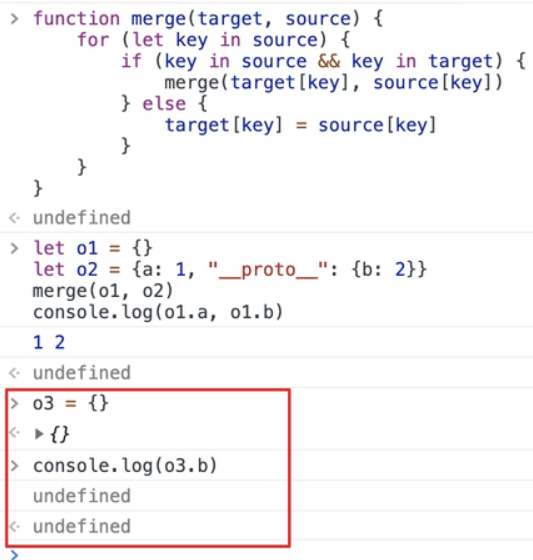 > function merge(target, source) {
    for (let key in source) {
        if (key in source && key in target) {
            merge(target[key], source[key])
        } else {
            target[key] = source[key]
        }
    }
}
undefined
> let o1 = {}
let o2 = {a: 1, "__proto__": {b: 2}}
merge(o1, o2)
console.log(o1.a, o1.b)
1 2
undefined
> o3 = {}
▶ {}
> console.log(o3.b)
undefined
undefined
>